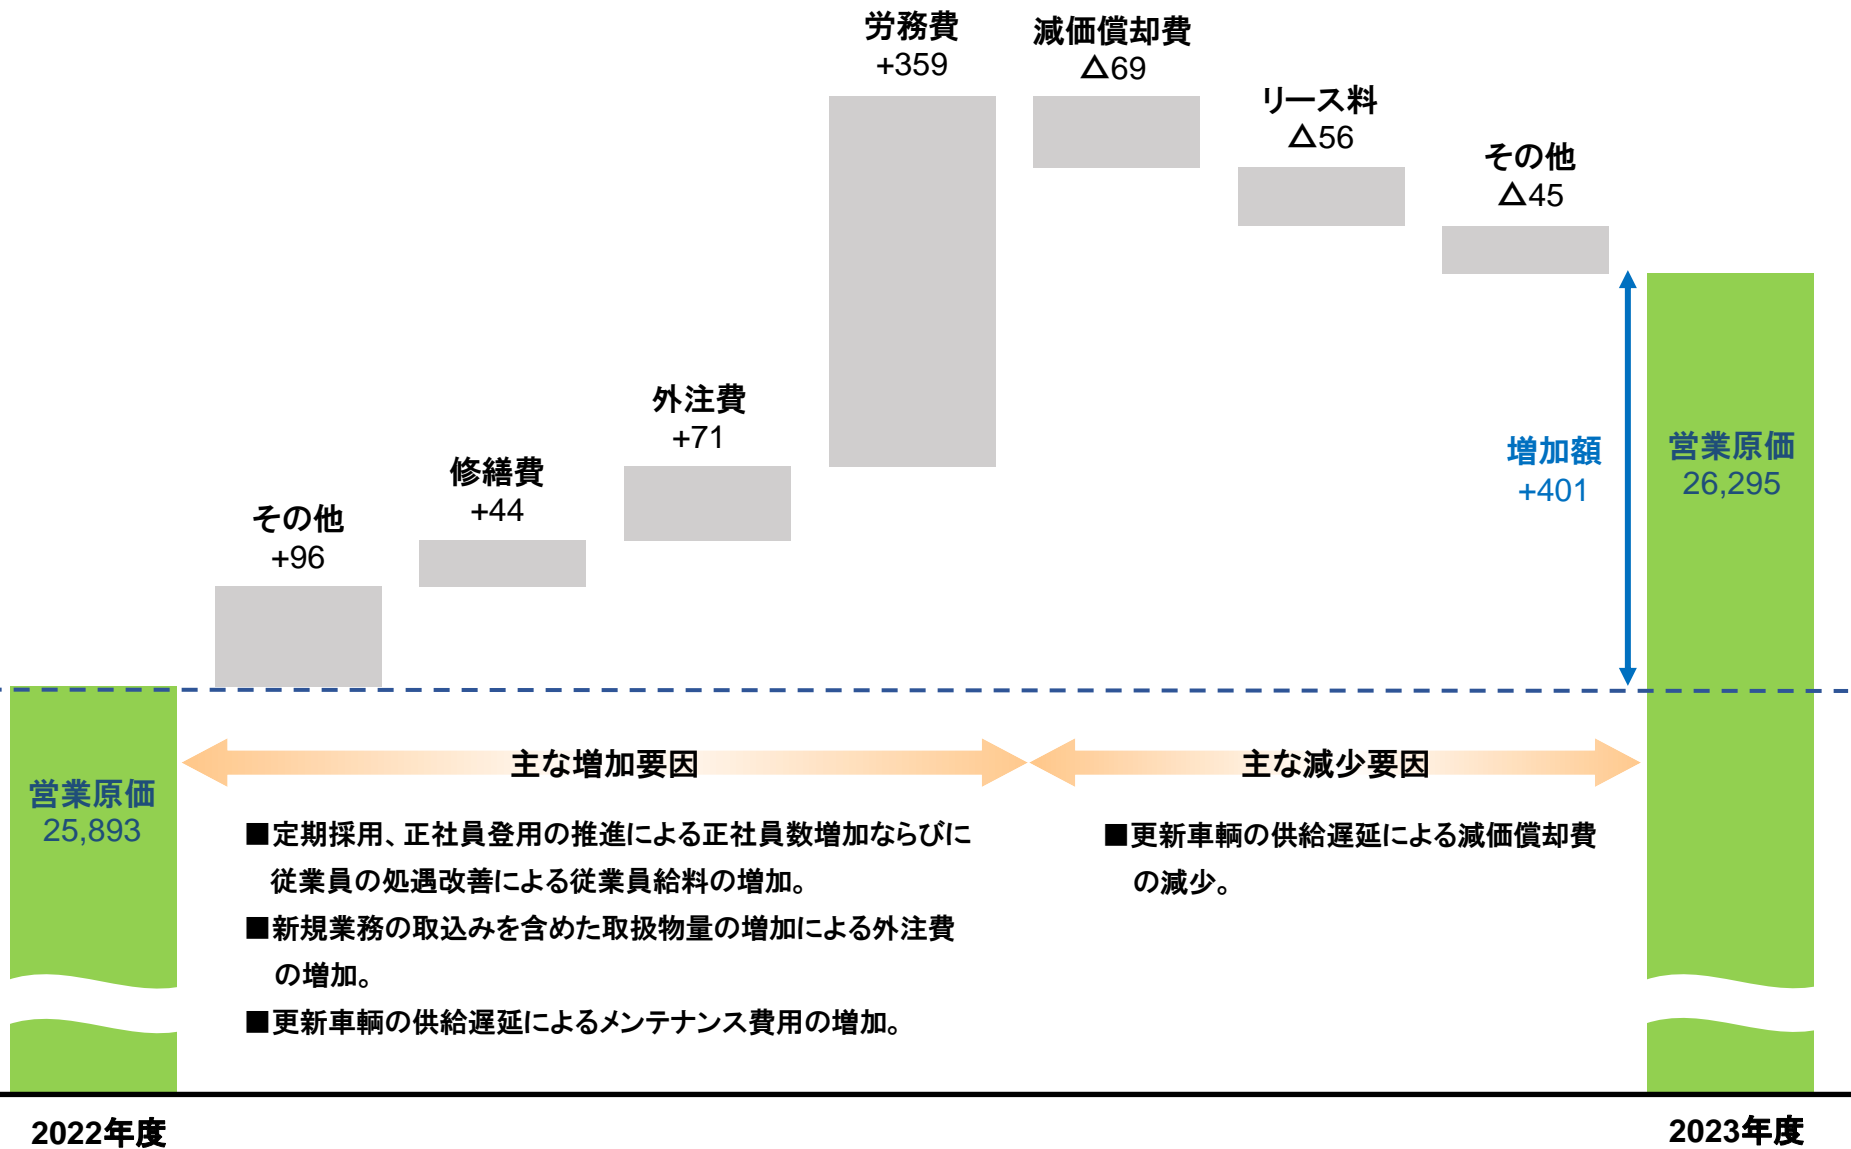 労務費
+359
減価償却費
△69
リース料
△56
その他
△45
外注費
+71
修繕費
+44
その他
+96
増加額
+401
営業原価
26,295
営業原価
25,893
主な増加要因
主な減少要因
■定期採用、正社員登用の推進による正社員数増加ならびに
従業員の処遇改善による従業員給料の増加。
■新規業務の取込みを含めた取扱物量の増加による外注費
の増加。
■更新車輌の供給遅延によるメンテナンス費用の増加。
■更新車輌の供給遅延による減価償却費
の減少。
2022年度
2023年度